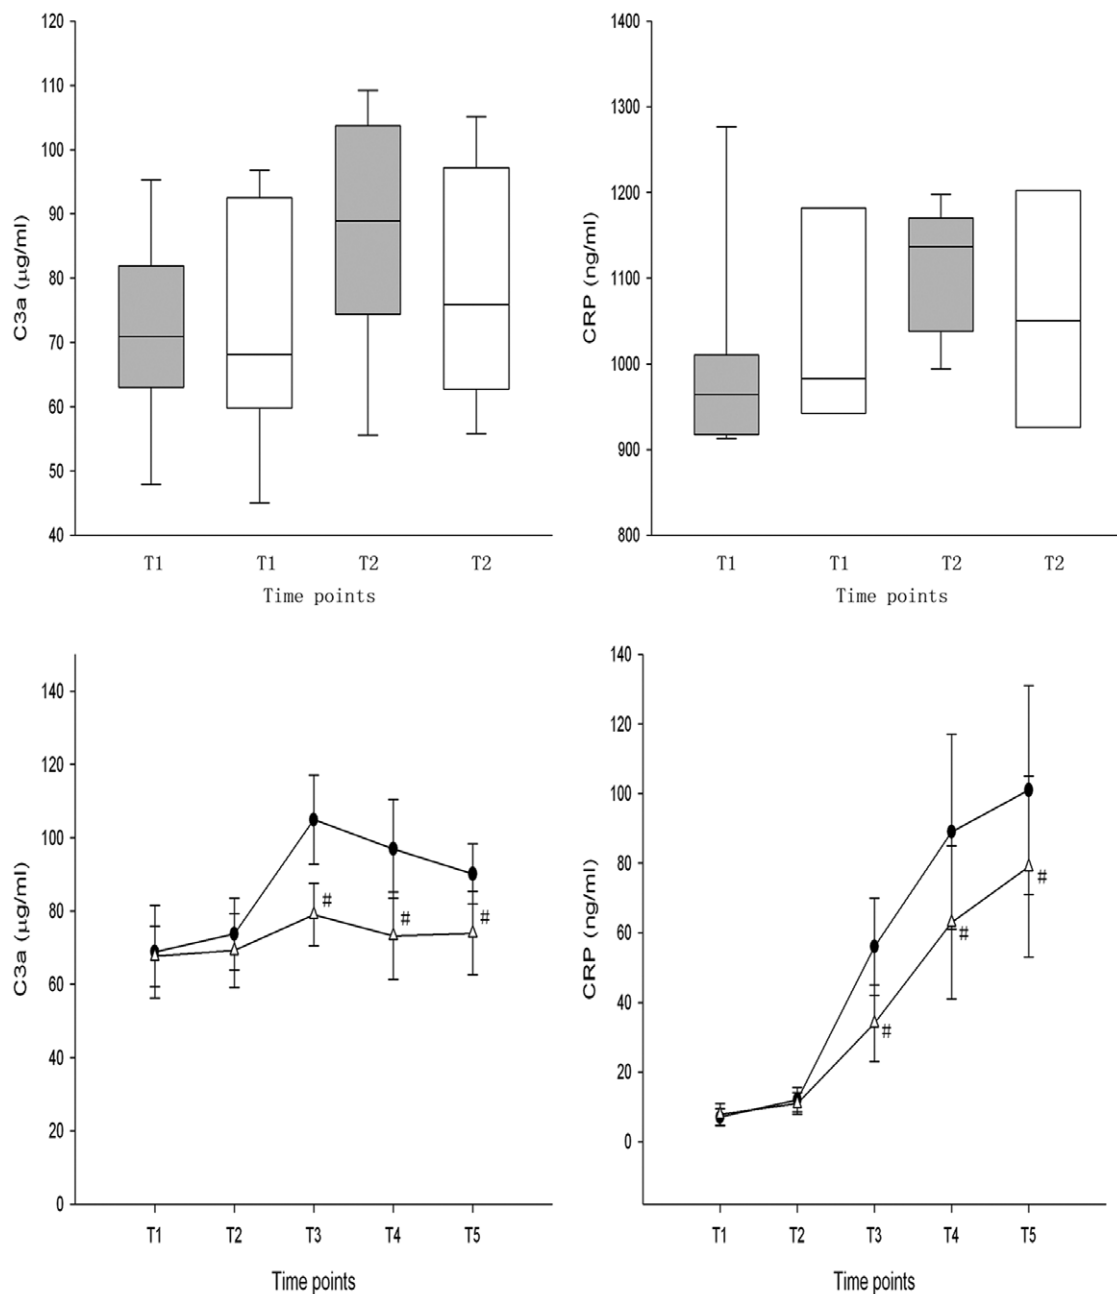 120
110
100
90
80
70
60
50
40
C3a (μg/ml)
T1 T1 T2 T2
Time points
1400
1300
1200
1100
1000
900
800
CRP (ng/ml)
T1 T1 T2 T2
Time points
140
120
100
80
60
40
20
0
C3a (μg/ml)
# # #
T1 T2 T3 T4 T5
Time points
140
120
100
80
60
40
20
0
CRP (ng/ml)
#
#
#
T1 T2 T3 T4 T5
Time points